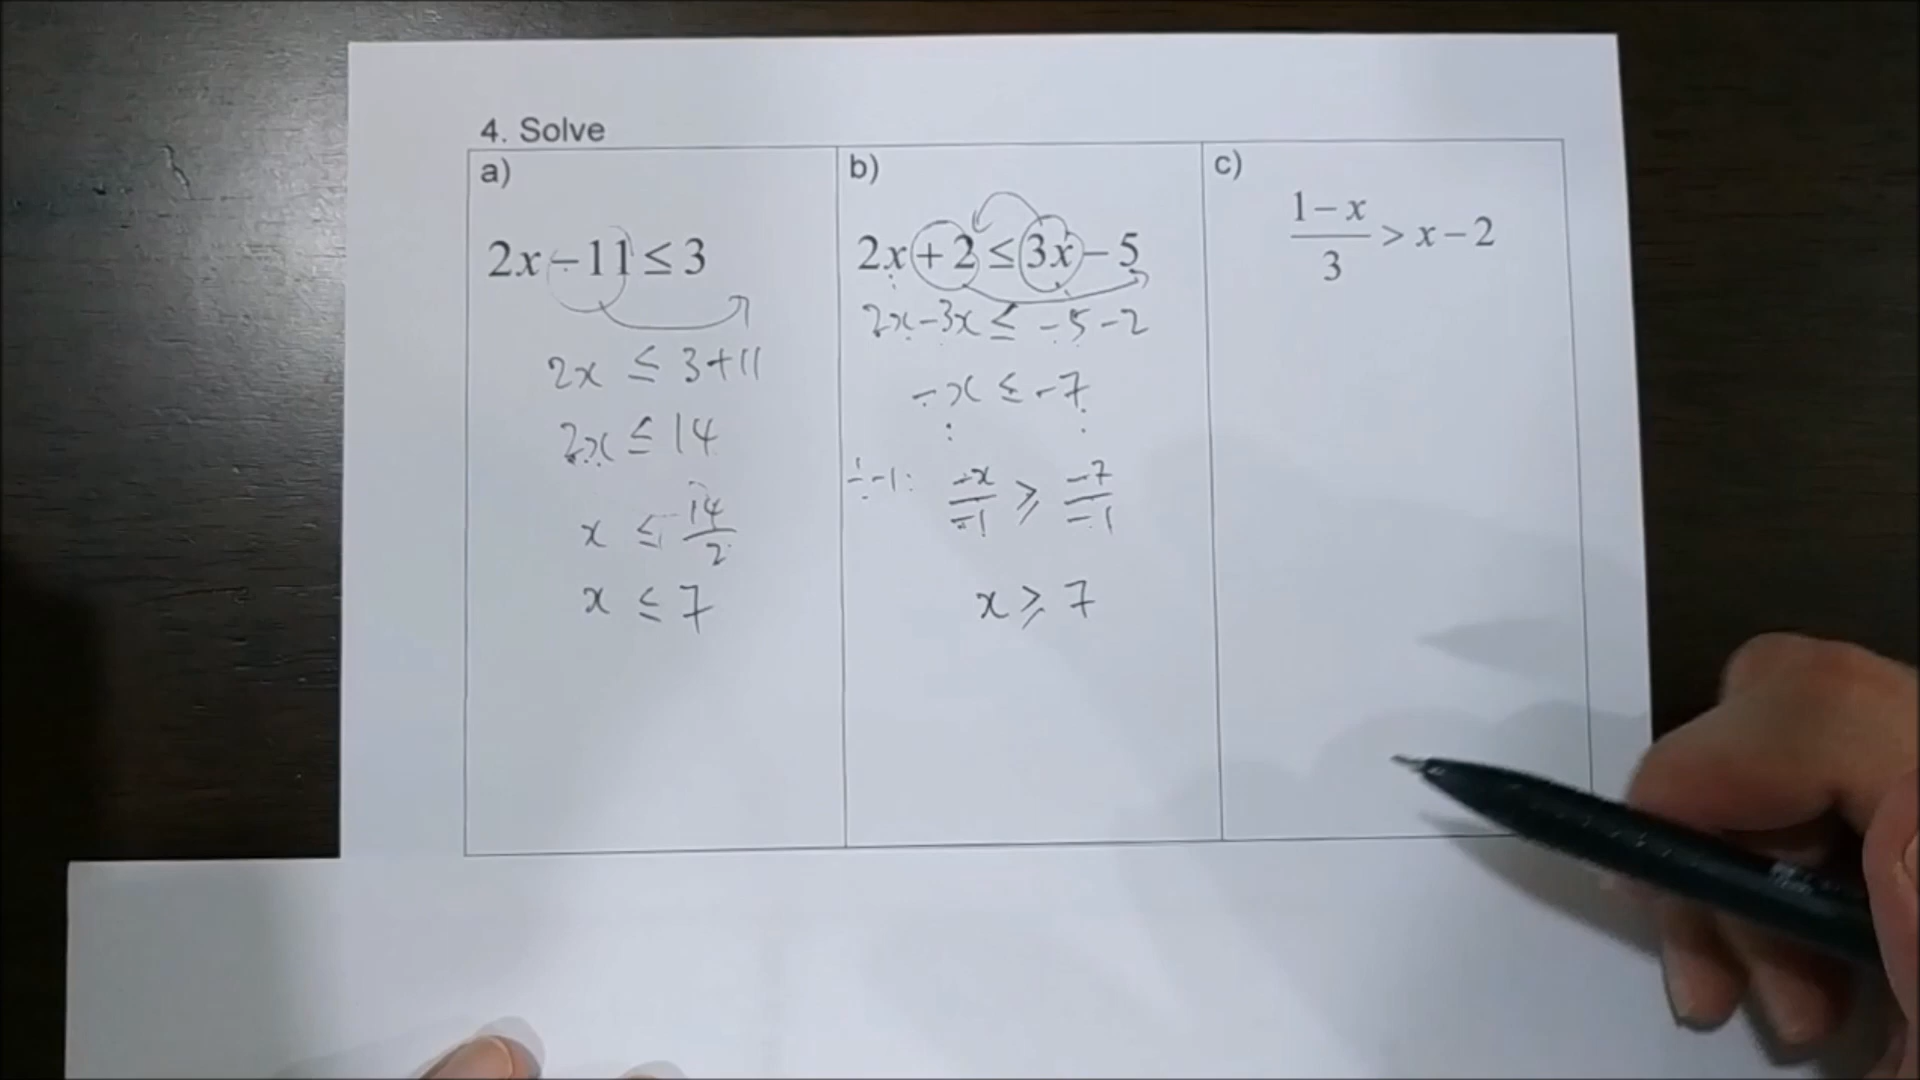 4. Solve
a)
2x − 11 ≤ 3
2x ≤ 3+11
2x ≤ 14
x ≤ 14/2
x ≤ 7
b)
2x + 2 ≤ 3x − 5
2x − 3x ≤ −5 − 2
−x ≤ −7
÷ −1: −x/−1 ≥ −7/−1
x ≥ 7
c)
(1 − x)/3 > x − 2